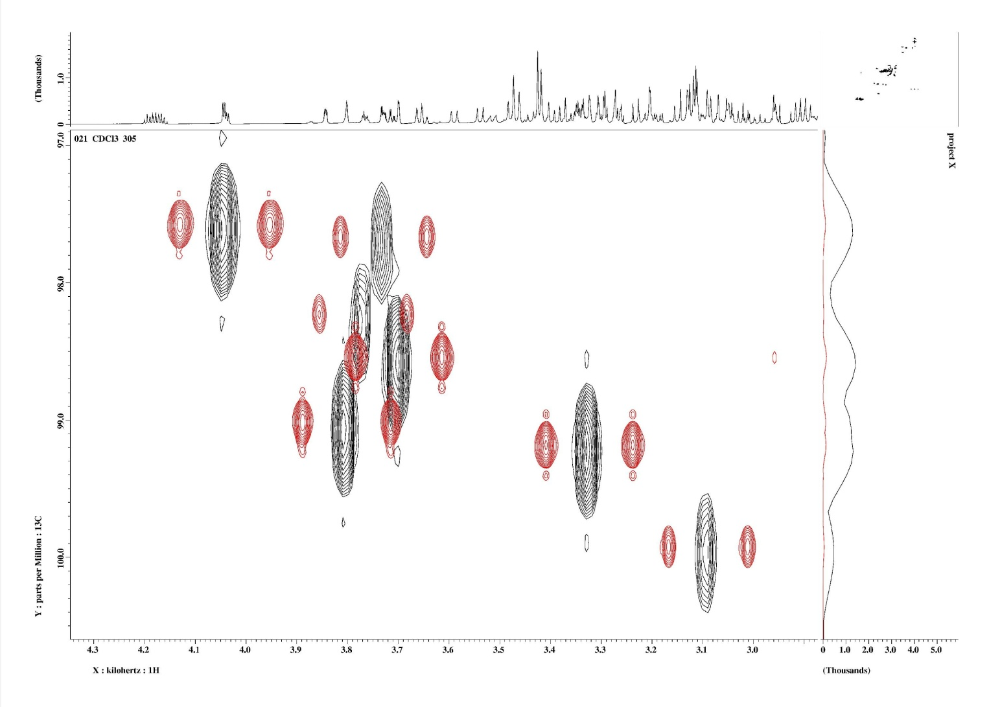 (Thousands)
1.0
0
021 CDCl3 305
project X
97.0
98.0
99.0
100.0
Y : parts per Million : 13C
4.3 4.2 4.1 4.0 3.9 3.8 3.7 3.6 3.5 3.4 3.3 3.2 3.1 3.0
X : kilohertz : 1H
0 1.0 2.0 3.0 4.0 5.0
(Thousands)